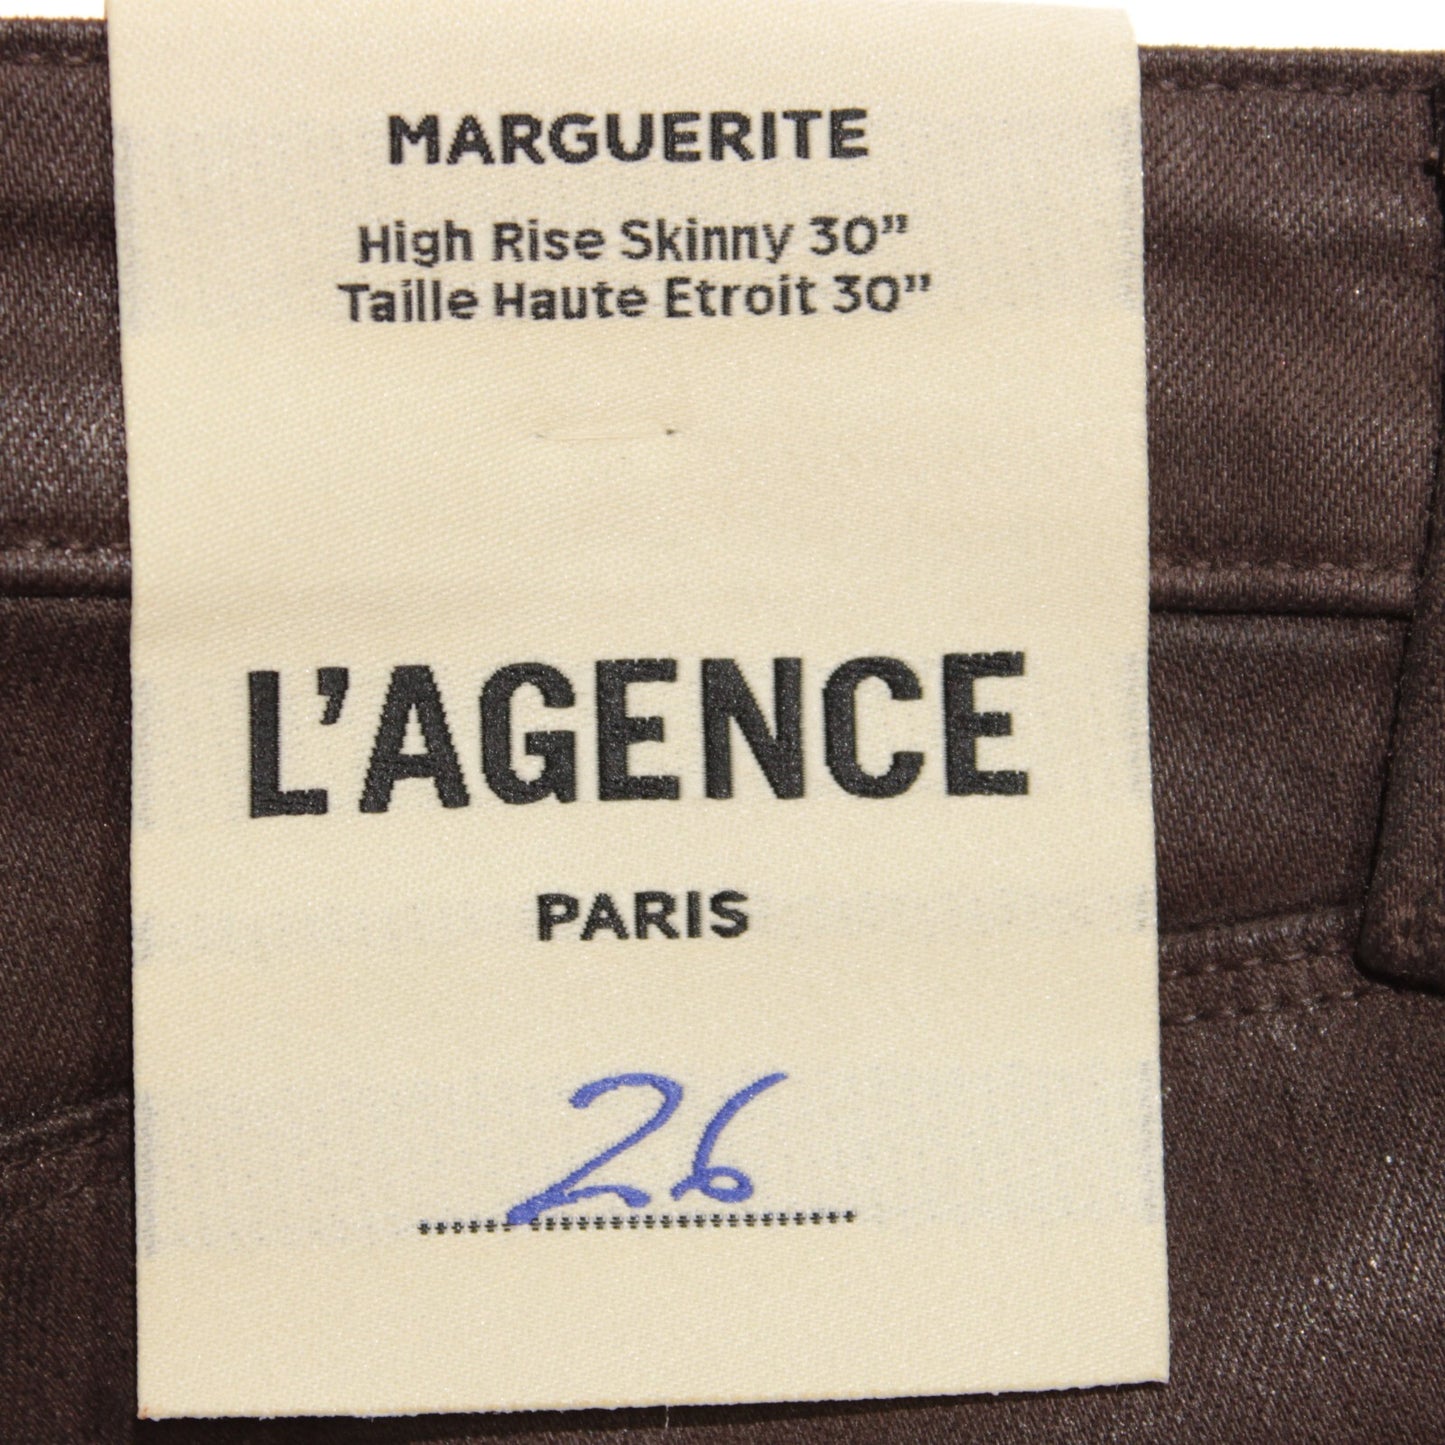 MARGUERITE
High Rise Skinny 30”
Taille Haute Etroit 30”
L’AGENCE
PARIS
26